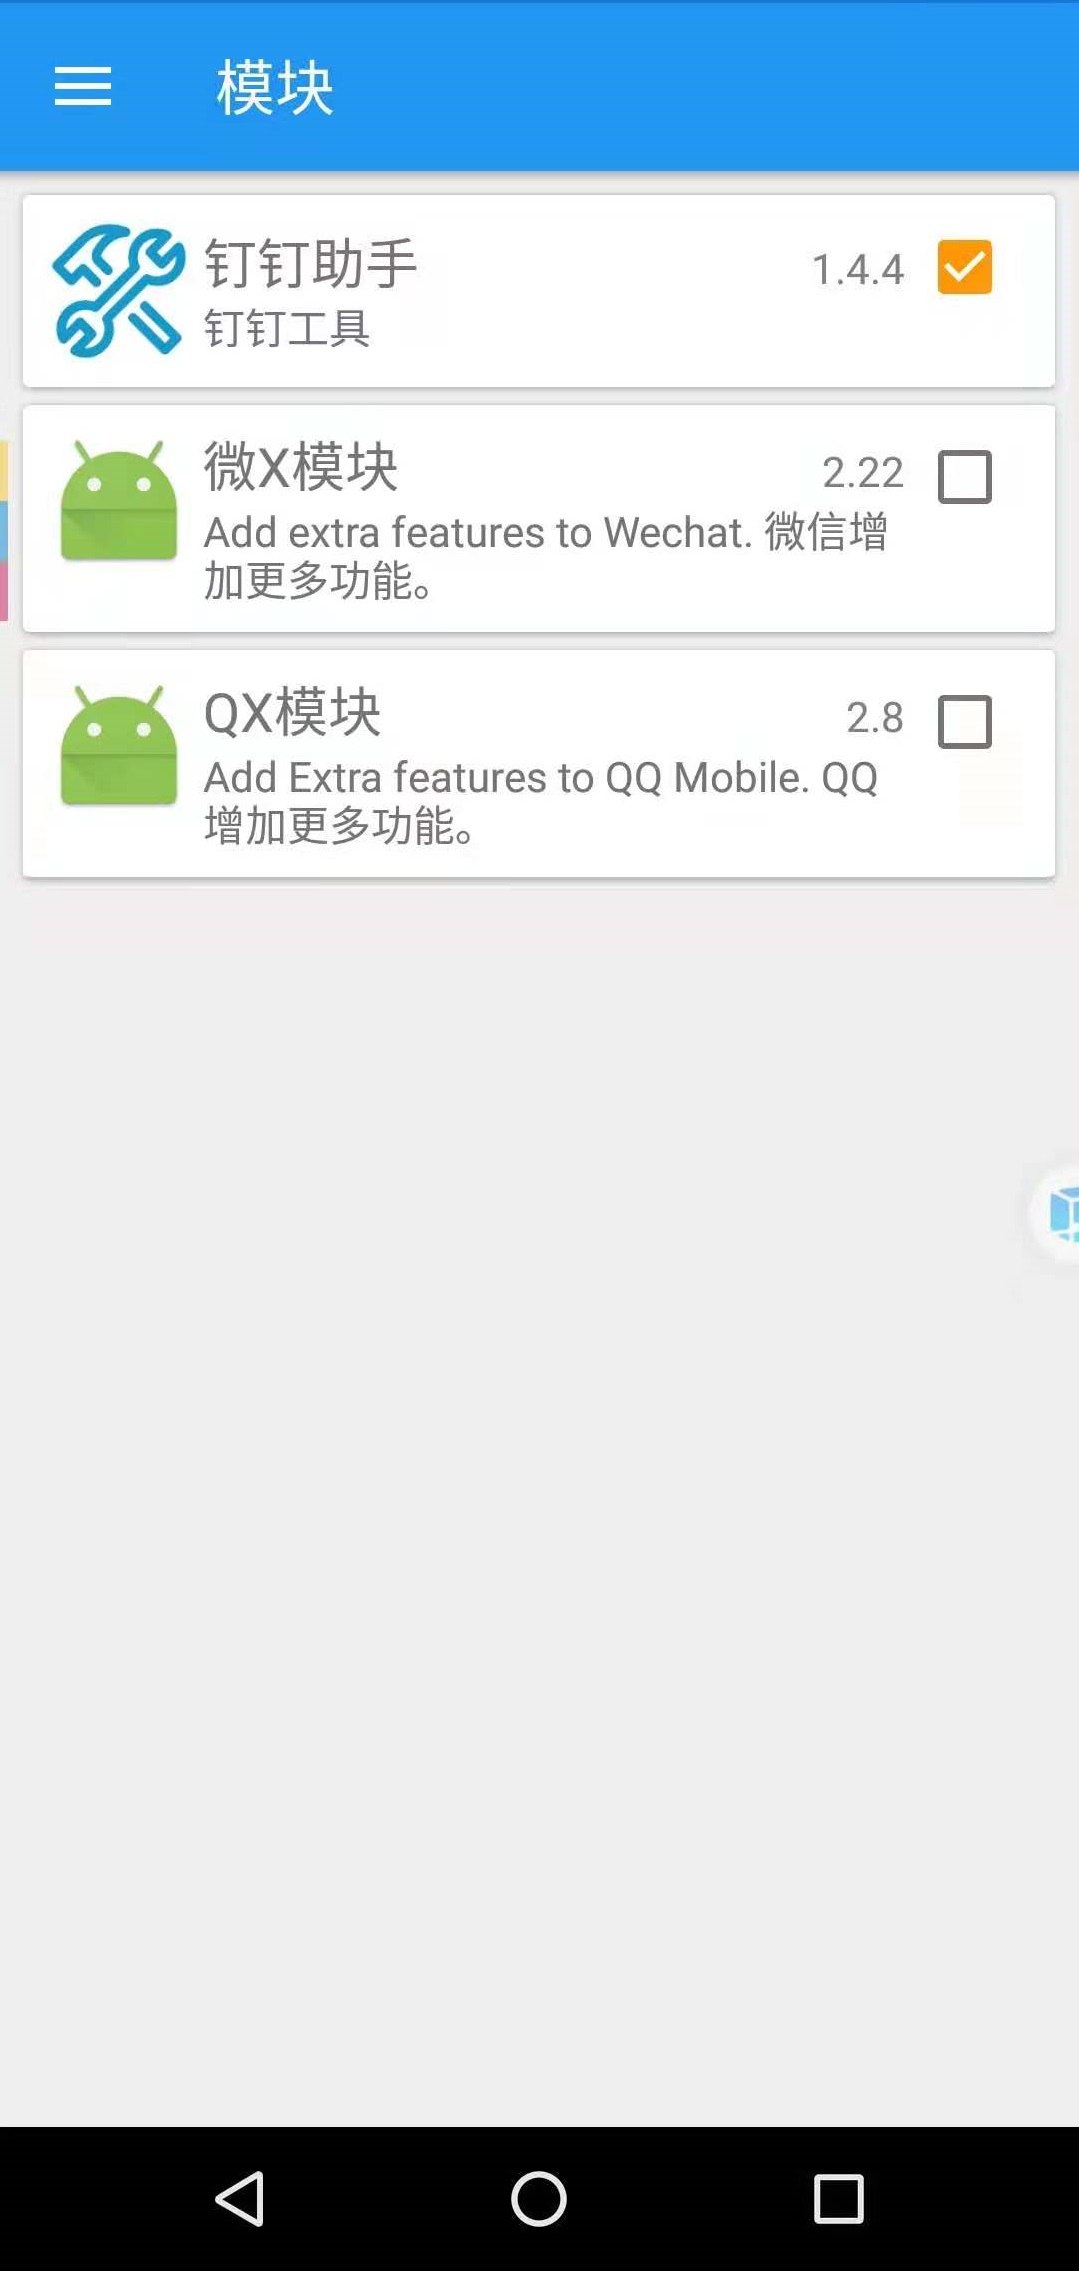 模块
钉钉助手
1.4.4
钉钉工具
微X模块
2.22
Add extra features to Wechat. 微信增
加更多功能。
QX模块
2.8
Add Extra features to QQ Mobile. QQ
增加更多功能。